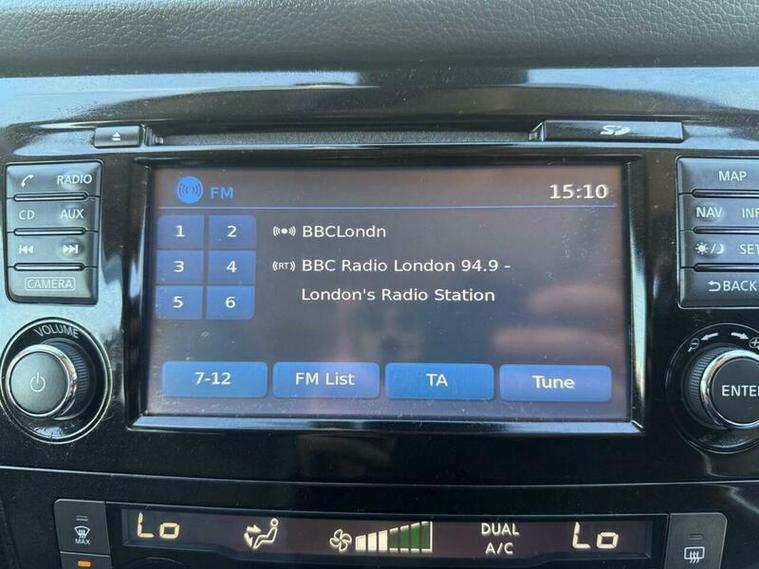 SD
RADIO
CD AUX
CAMERA
VOLUME
FM 15:10
1 2
3 4
5 6
BBCLondn
(RT) BBC Radio London 94.9 -
London's Radio Station
7-12 FM List TA Tune
MAP
NAV
BACK
MAX
Lo
DUAL
A/C
Lo